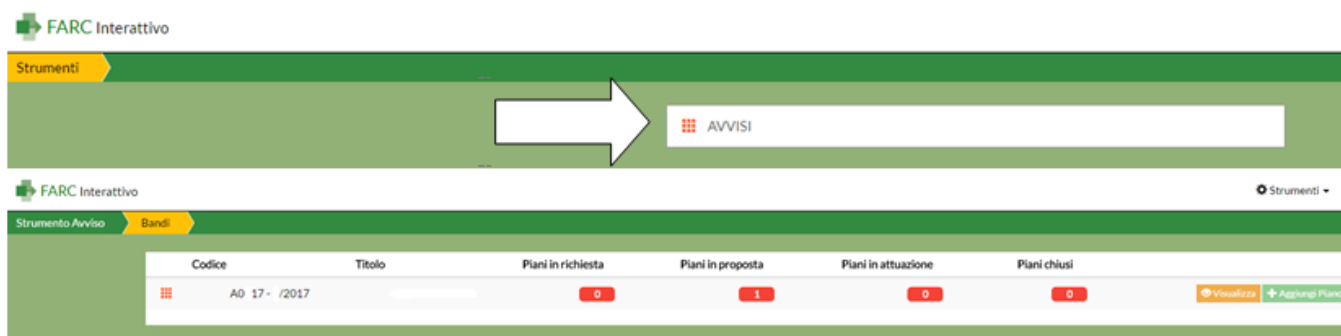 FARC Interattivo
Strumenti
AVVISI
FARC Interattivo Strumenti
Strumento Avviso Bandi
Codice Titolo Piani in richiesta Piani in proposta Piani in attuazione Piani chiusi
A0 17 - /2017 0 1 0 0 Visualizza + Aggiungi Piano